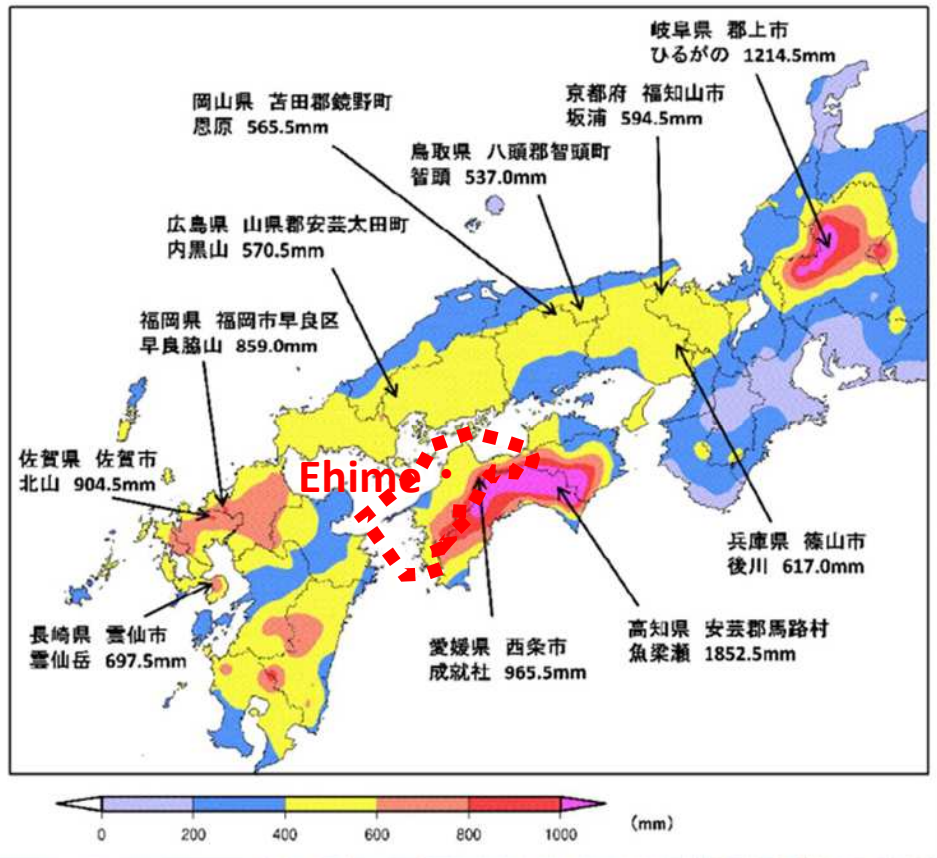 岐阜県 郡上市
ひるがの 1214.5mm
京都府 福知山市
坂浦 594.5mm
岡山県 苫田郡鏡野町
恩原 565.5mm
鳥取県 八頭郡智頭町
智頭 537.0mm
広島県 山県郡安芸太田町
内黒山 570.5mm
福岡県 福岡市早良区
早良脇山 859.0mm
佐賀県 佐賀市
北山 904.5mm
Ehime
兵庫県 篠山市
後川 617.0mm
長崎県 雲仙市
雲仙岳 697.5mm
愛媛県 西条市
成就社 965.5mm
高知県 安芸郡馬路村
魚梁瀬 1852.5mm
0 200 400 600 800 1000 (mm)